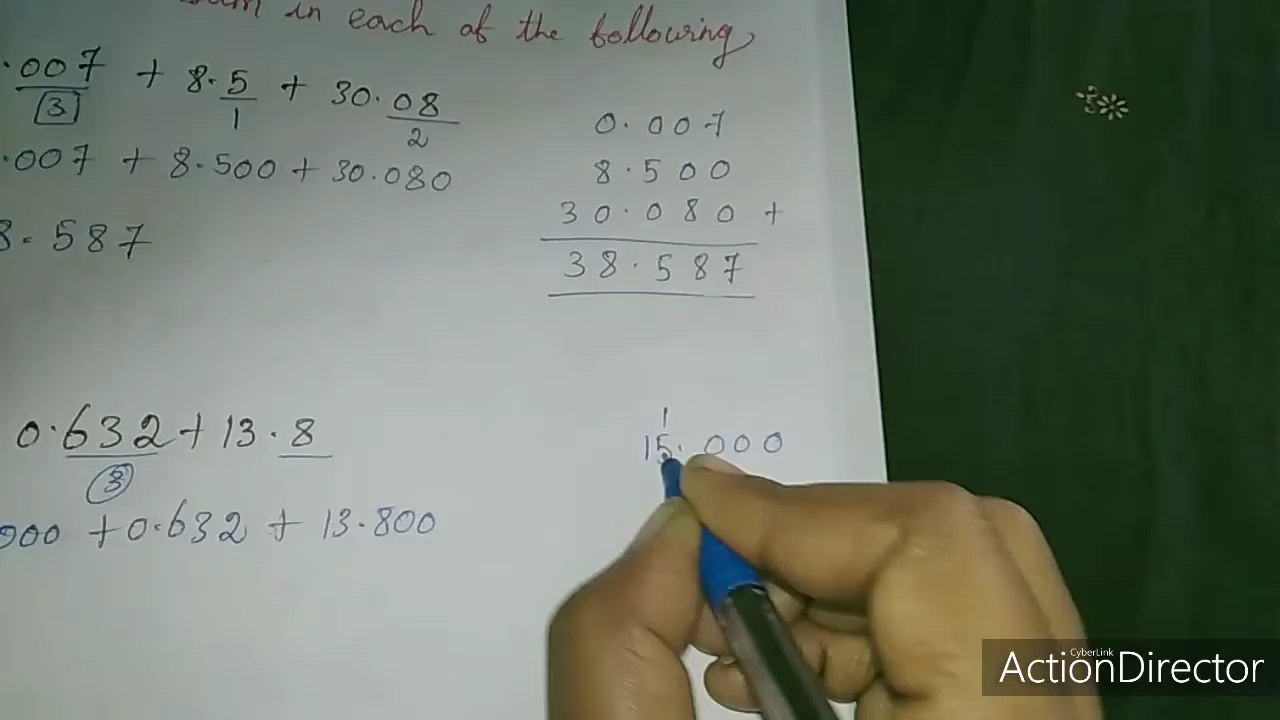 in each of the following
.007 + 8.5 + 30.08
3 1 2
.007 + 8.500 + 30.080
8.587
0.007
8.500
30.080 +
38.587
0.632 + 13.8
3
000 + 0.632 + 13.800
1
15.000
CyberLink
ActionDirector